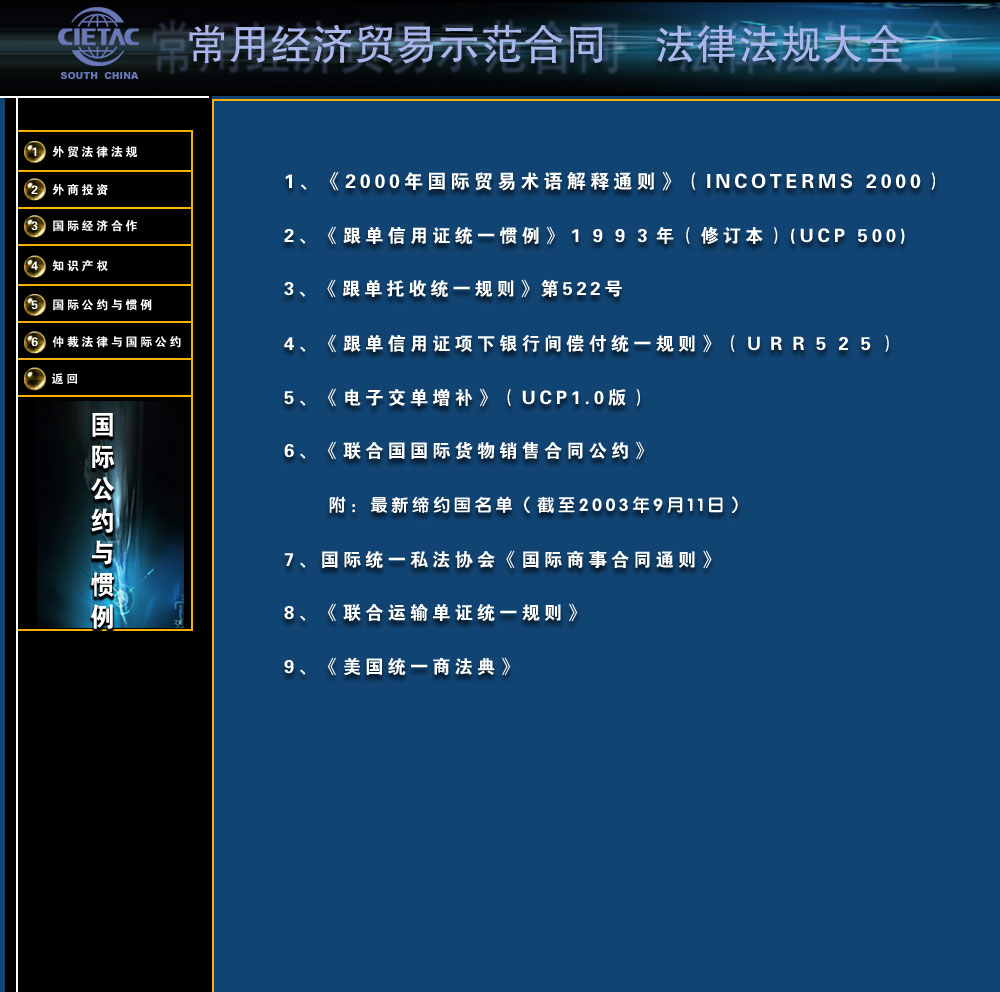 CIETAC
SOUTH CHINA
常用经济贸易示范合同 法律法规大全
1 外贸法律法规
2 外商投资
3 国际经济合作
4 知识产权
5 国际公约与惯例
6 仲裁法律与国际公约
返回
国际公约与惯例
1、《2000年国际贸易术语解释通则》（INCOTERMS 2000）
2、《跟单信用证统一惯例》１９９３年（修订本）(UCP 500)
3、《跟单托收统一规则》第522号
4、《跟单信用证项下银行间偿付统一规则》（ＵＲＲ５２５）
5、《电子交单增补》（UCP1.0版）
6、《联合国国际货物销售合同公约》
附：最新缔约国名单（截至2003年9月11日）
7、国际统一私法协会《国际商事合同通则》
8、《联合运输单证统一规则》
9、《美国统一商法典》